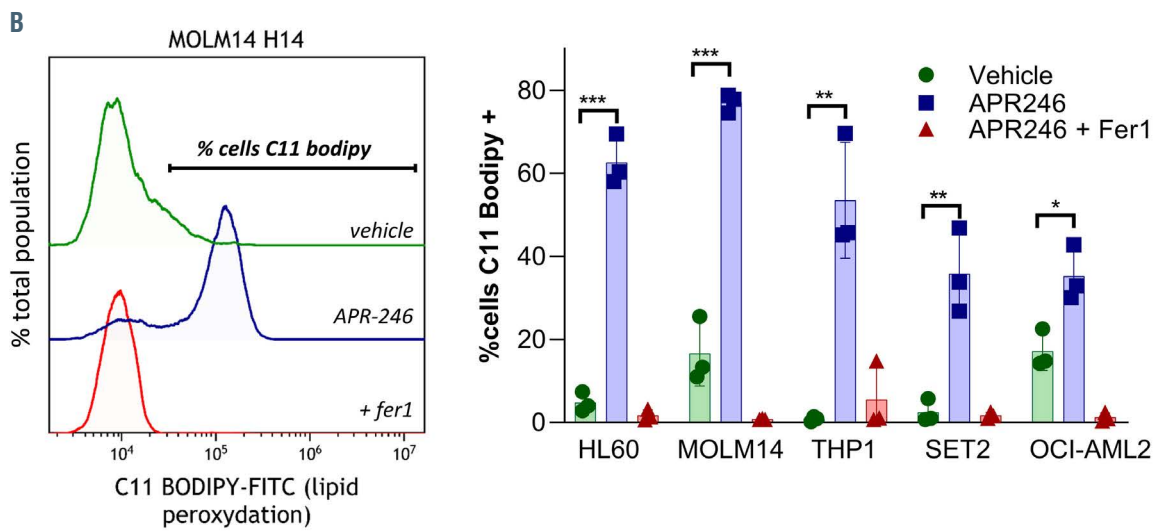 B
MOLM14 H14
% total population
% cells C11 bodipy
vehicle
APR-246
+ fer1
10⁴ 10⁵ 10⁶ 10⁷
C11 BODIPY-FITC (lipid
peroxydation)
%cells C11 Bodipy +
80
60
40
20
0
*** *** ** ** *
Vehicle
APR246
APR246 + Fer1
HL60 MOLM14 THP1 SET2 OCI-AML2